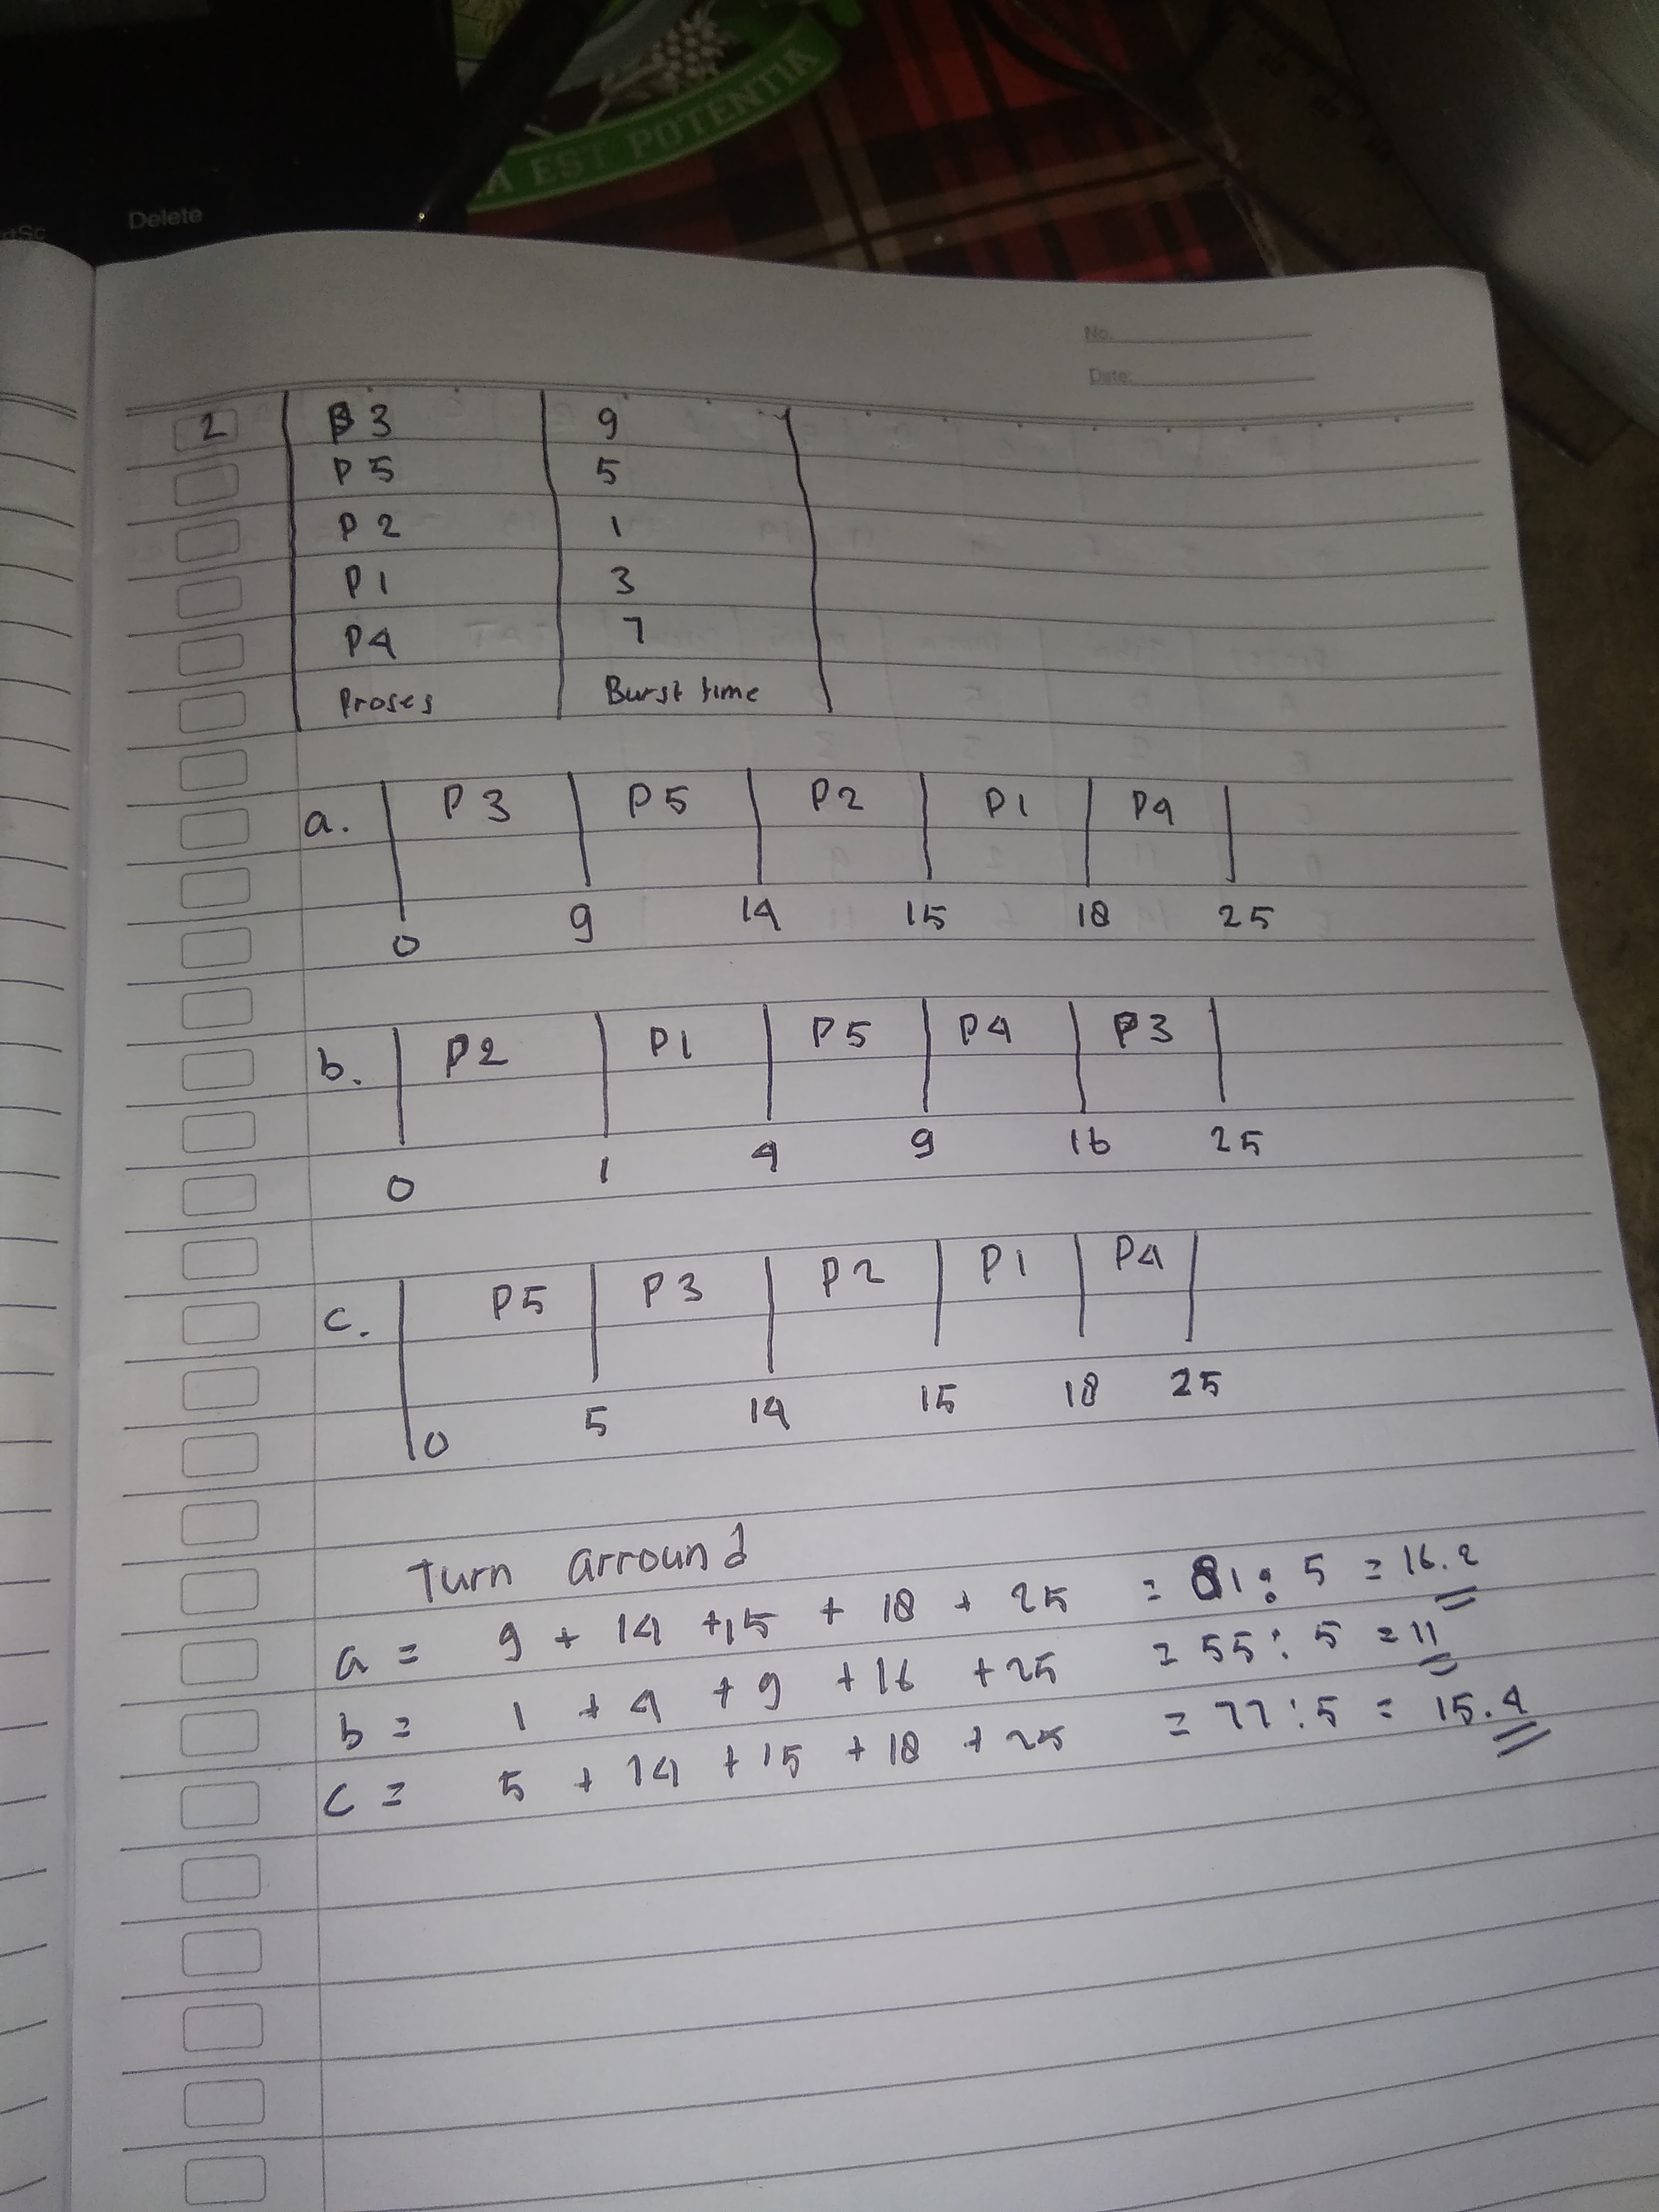 A EST POTENTIA
Delete
No.
Date:
2 P3 9
P5 5
P2 1
P1 3
P4 7
Proses Burst time
a. P3 P5 P2 P1 P4
0 9 14 15 18 25
b. P2 P1 P5 P4 P3
0 1 4 9 16 25
c. P5 P3 P2 P1 P4
0 5 14 15 18 25
Turn arround
a = 9 + 14 + 15 + 18 + 25 = 81 : 5 = 16.2
b = 1 + 4 + 9 + 16 + 25 = 55 : 5 = 11
c = 5 + 14 + 15 + 18 + 25 = 77 : 5 = 15.4